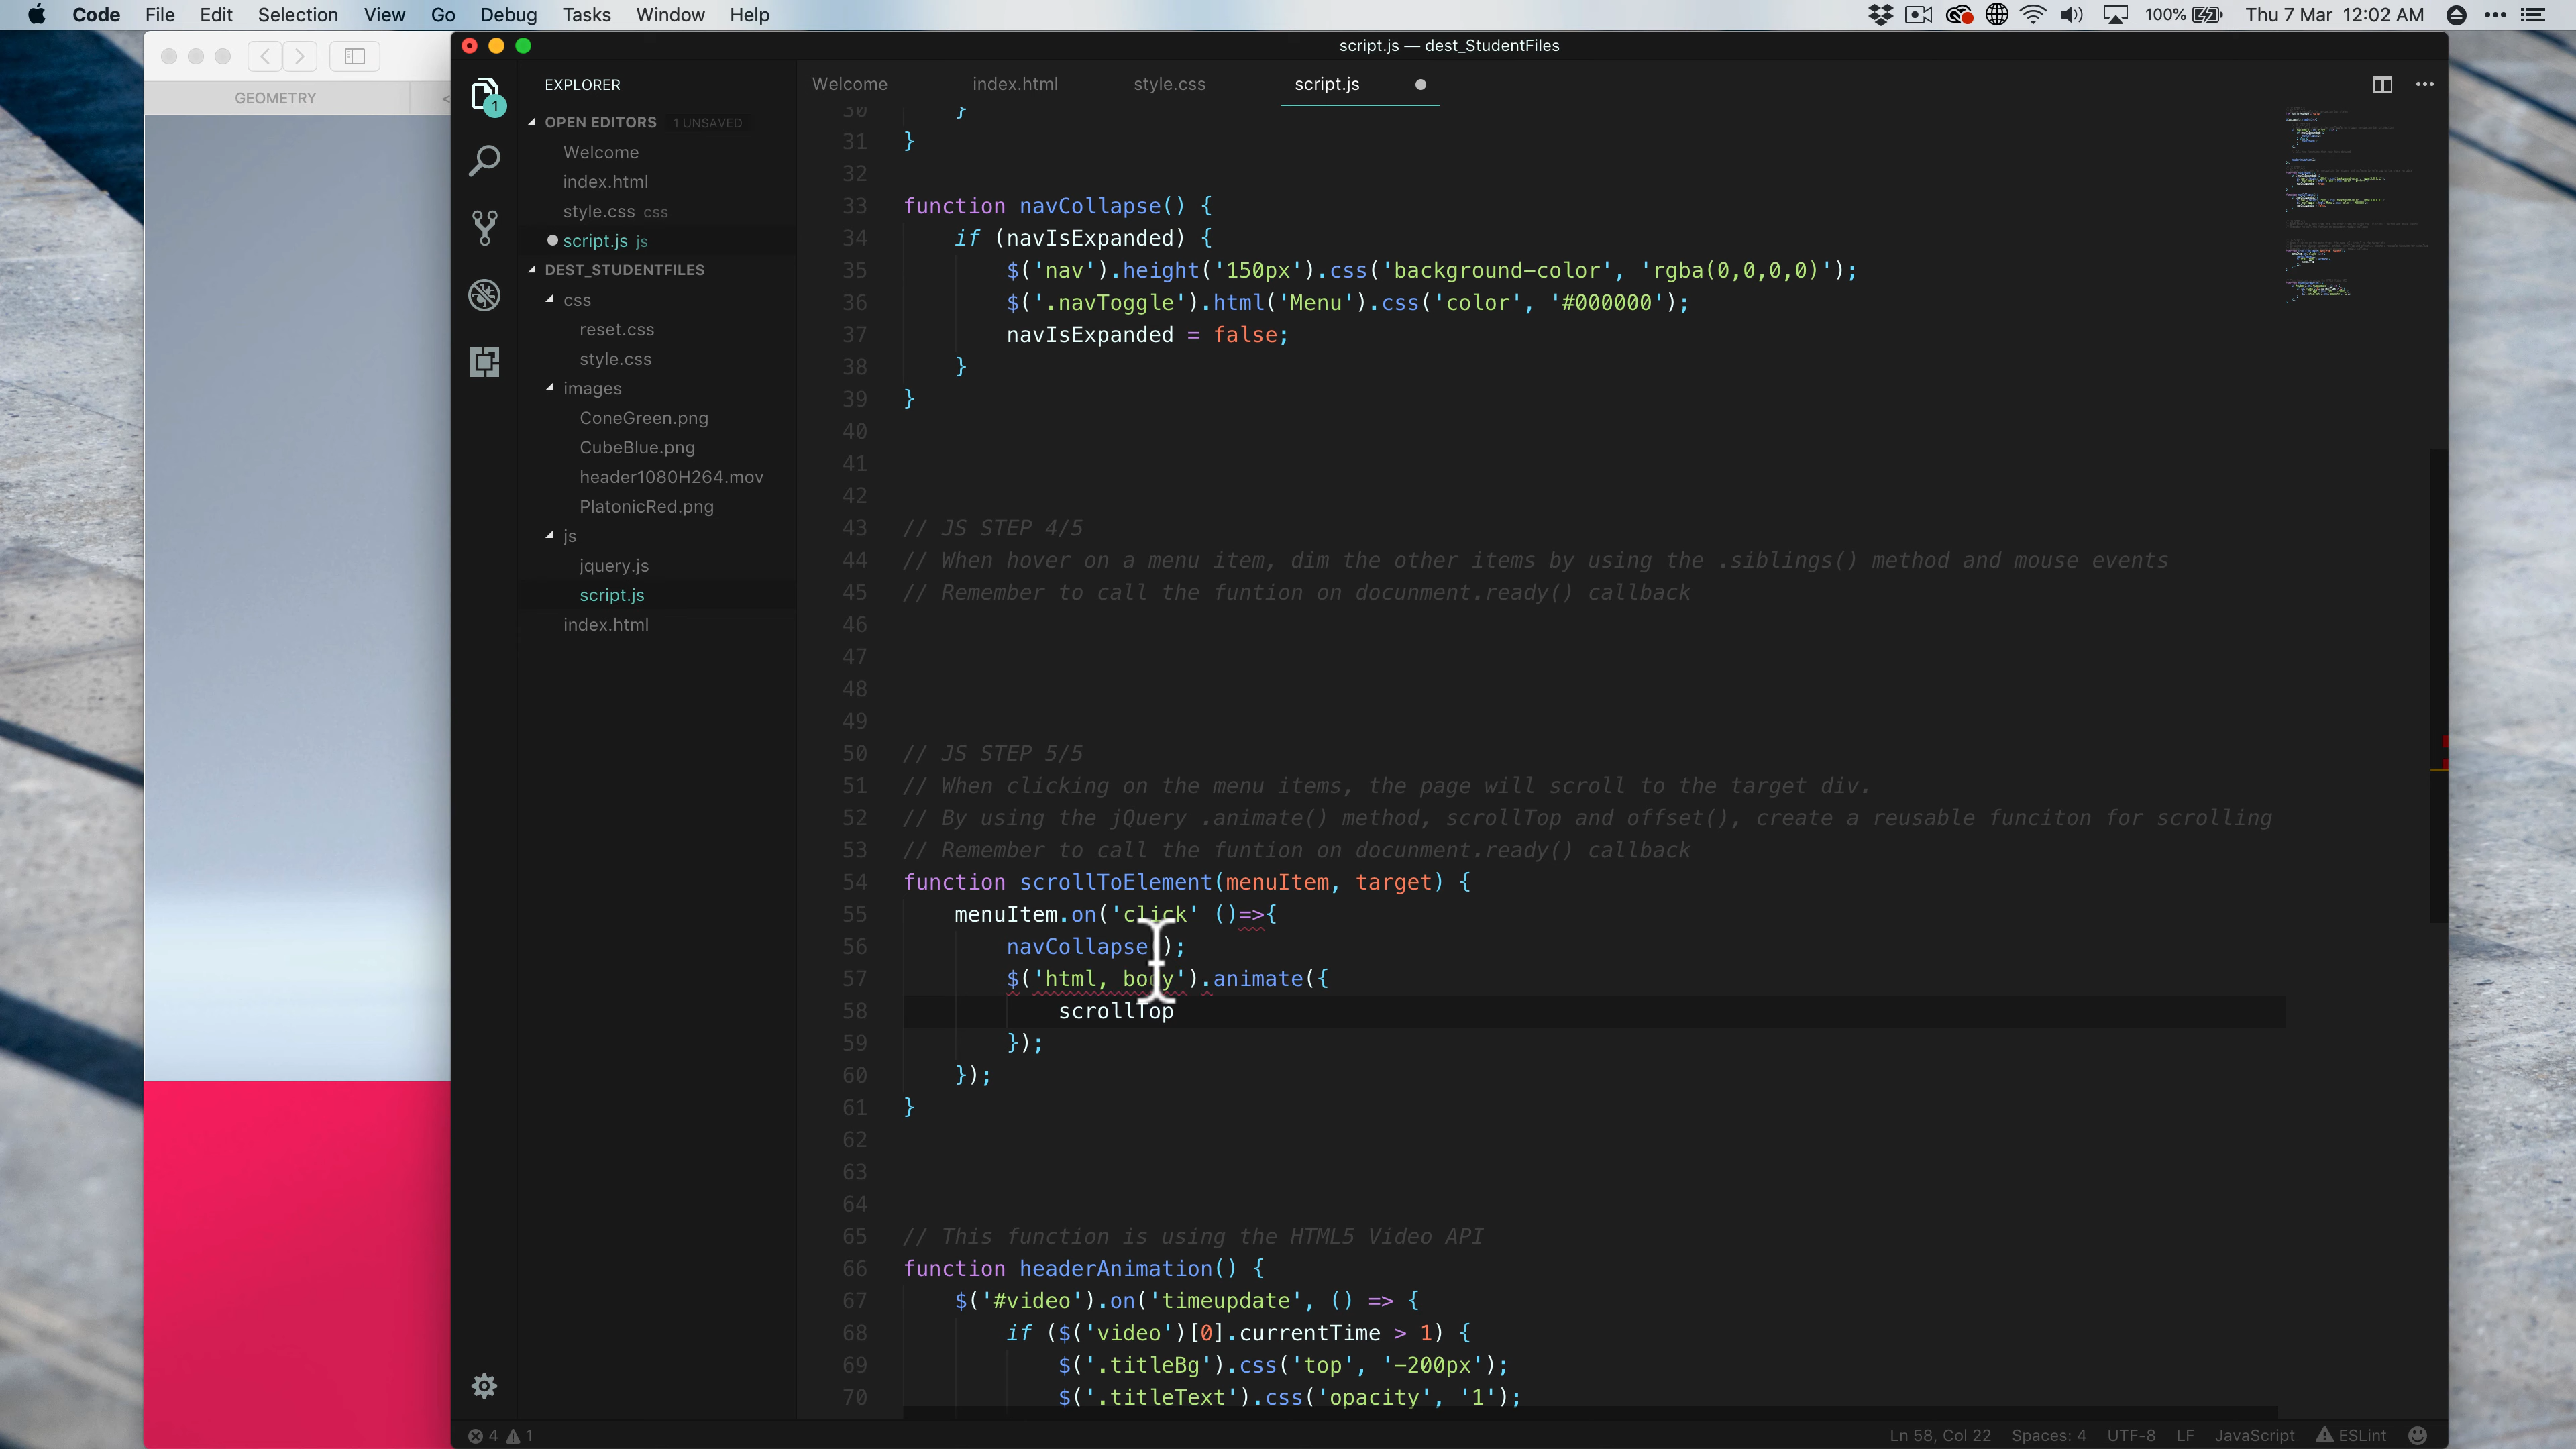 Code File Edit Selection View Go Debug Tasks Window Help 100% Thu 7 Mar 12:02 AM
script.js — dest_StudentFiles
GEOMETRY <
EXPLORER
OPEN EDITORS 1 UNSAVED
Welcome
index.html
style.css css
script.js js
DEST_STUDENTFILES
css
reset.css
style.css
images
ConeGreen.png
CubeBlue.png
header1080H264.mov
PlatonicRed.png
js
jquery.js
script.js
index.html
1
Welcome index.html style.css script.js
30 }
31 }
32
33 function navCollapse() {
34 if (navIsExpanded) {
35 $('nav').height('150px').css('background-color', 'rgba(0,0,0,0)');
36 $('.navToggle').html('Menu').css('color', '#000000');
37 navIsExpanded = false;
38 }
39 }
40
41
42
43 // JS STEP 4/5
44 // When hover on a menu item, dim the other items by using the .siblings() method and mouse events
45 // Remember to call the funtion on docunment.ready() callback
46
47
48
49
50 // JS STEP 5/5
51 // When clicking on the menu items, the page will scroll to the target div.
52 // By using the jQuery .animate() method, scrollTop and offset(), create a reusable funciton for scrolling
53 // Remember to call the funtion on docunment.ready() callback
54 function scrollToElement(menuItem, target) {
55 menuItem.on('click' ()=>{
56 navCollapse();
57 $('html, body').animate({
58 scrollTop
59 });
60 });
61 }
62
63
64
65 // This function is using the HTML5 Video API
66 function headerAnimation() {
67 $('#video').on('timeupdate', () => {
68 if ($('video')[0].currentTime > 1) {
69 $('.titleBg').css('top', '-200px');
70 $('.titleText').css('opacity', '1');
4 1 Ln 58, Col 22 Spaces: 4 UTF-8 LF JavaScript ESLint